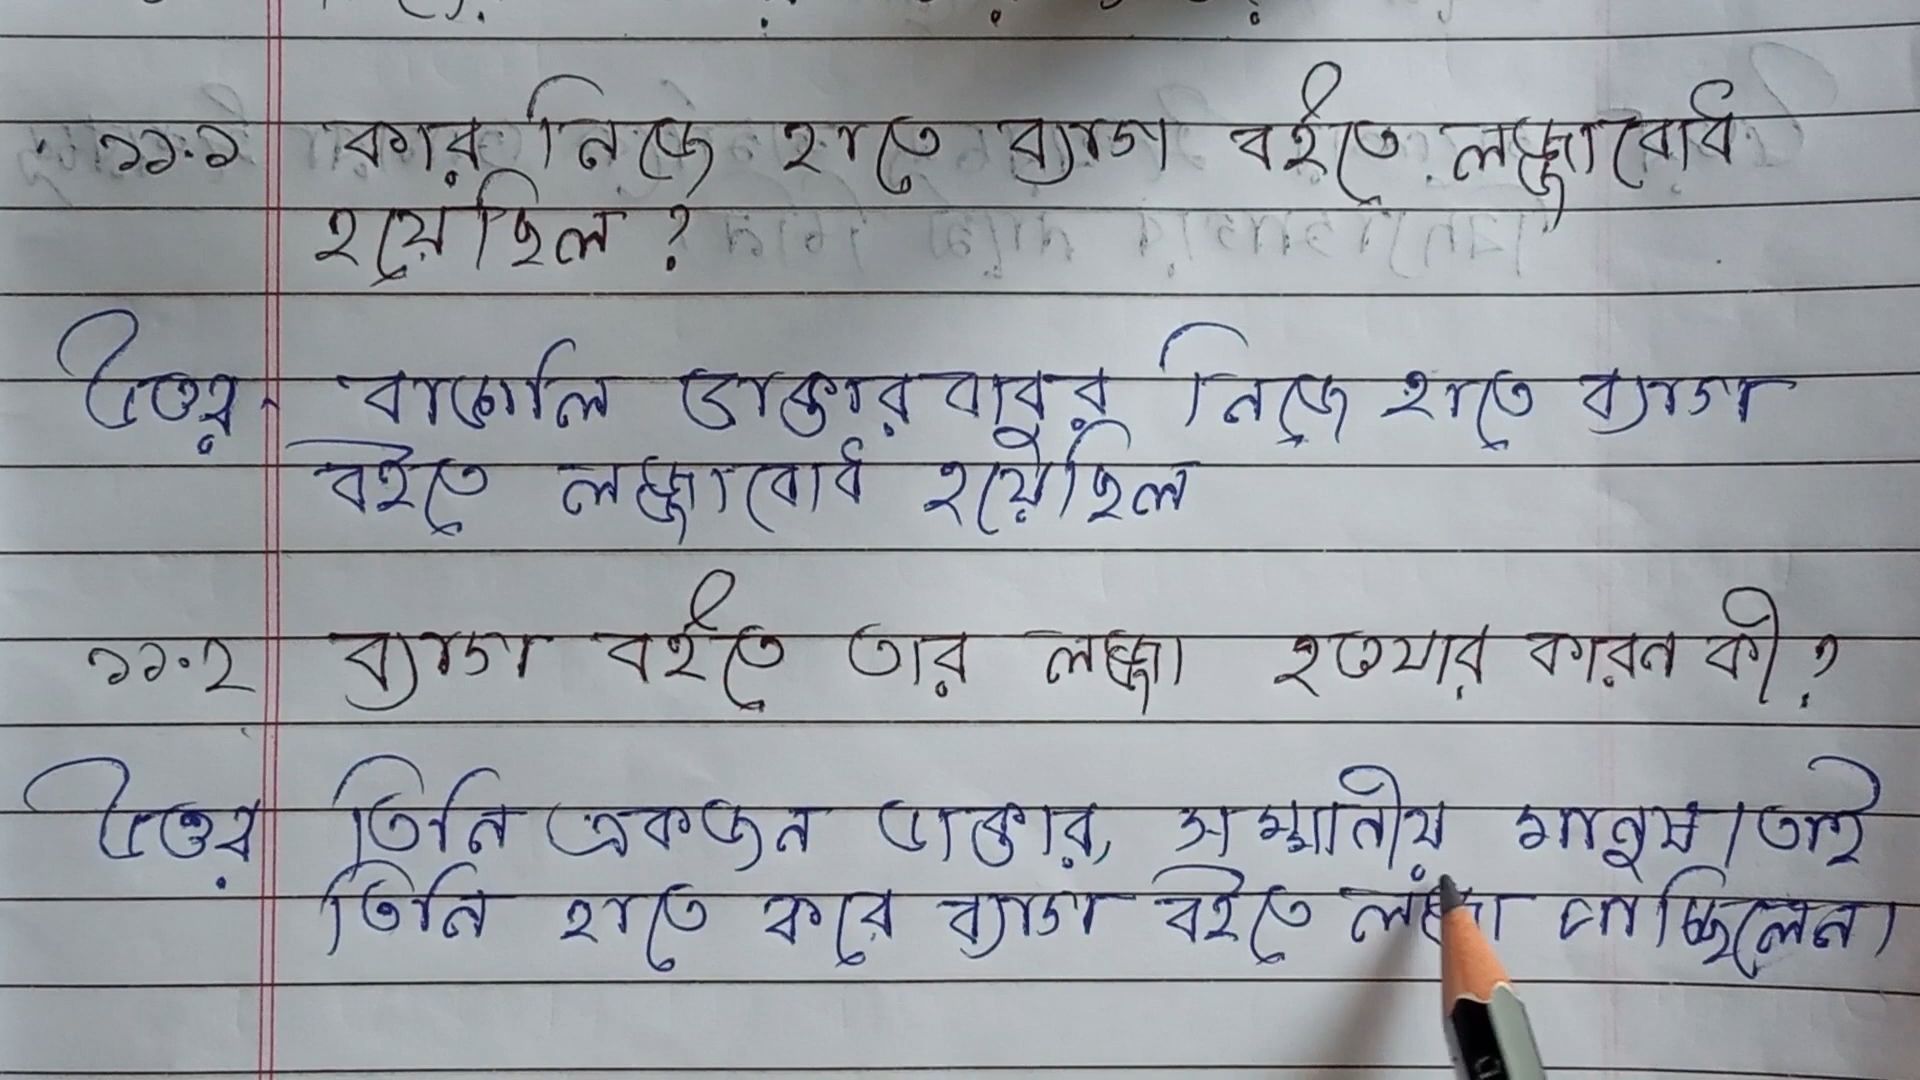 ১১.১ কার নিজে হাতে ব্যাগ বইতে লজ্জাবোধ
হয়েছিল ?
উত্তর- বাঙালি ডাক্তারবাবুর নিজে হাতে ব্যাগ
বইতে লজ্জাবোধ হয়েছিল
১১.২ ব্যাগ বইতে তার লজ্জা হওয়ার কারন কী ?
উত্তর তিনি একজন ডাক্তার, সম্মানীয় মানুষ। তাই
তিনি হাতে করে ব্যাগ বইতে লজ্জা পাচ্ছিলেন।